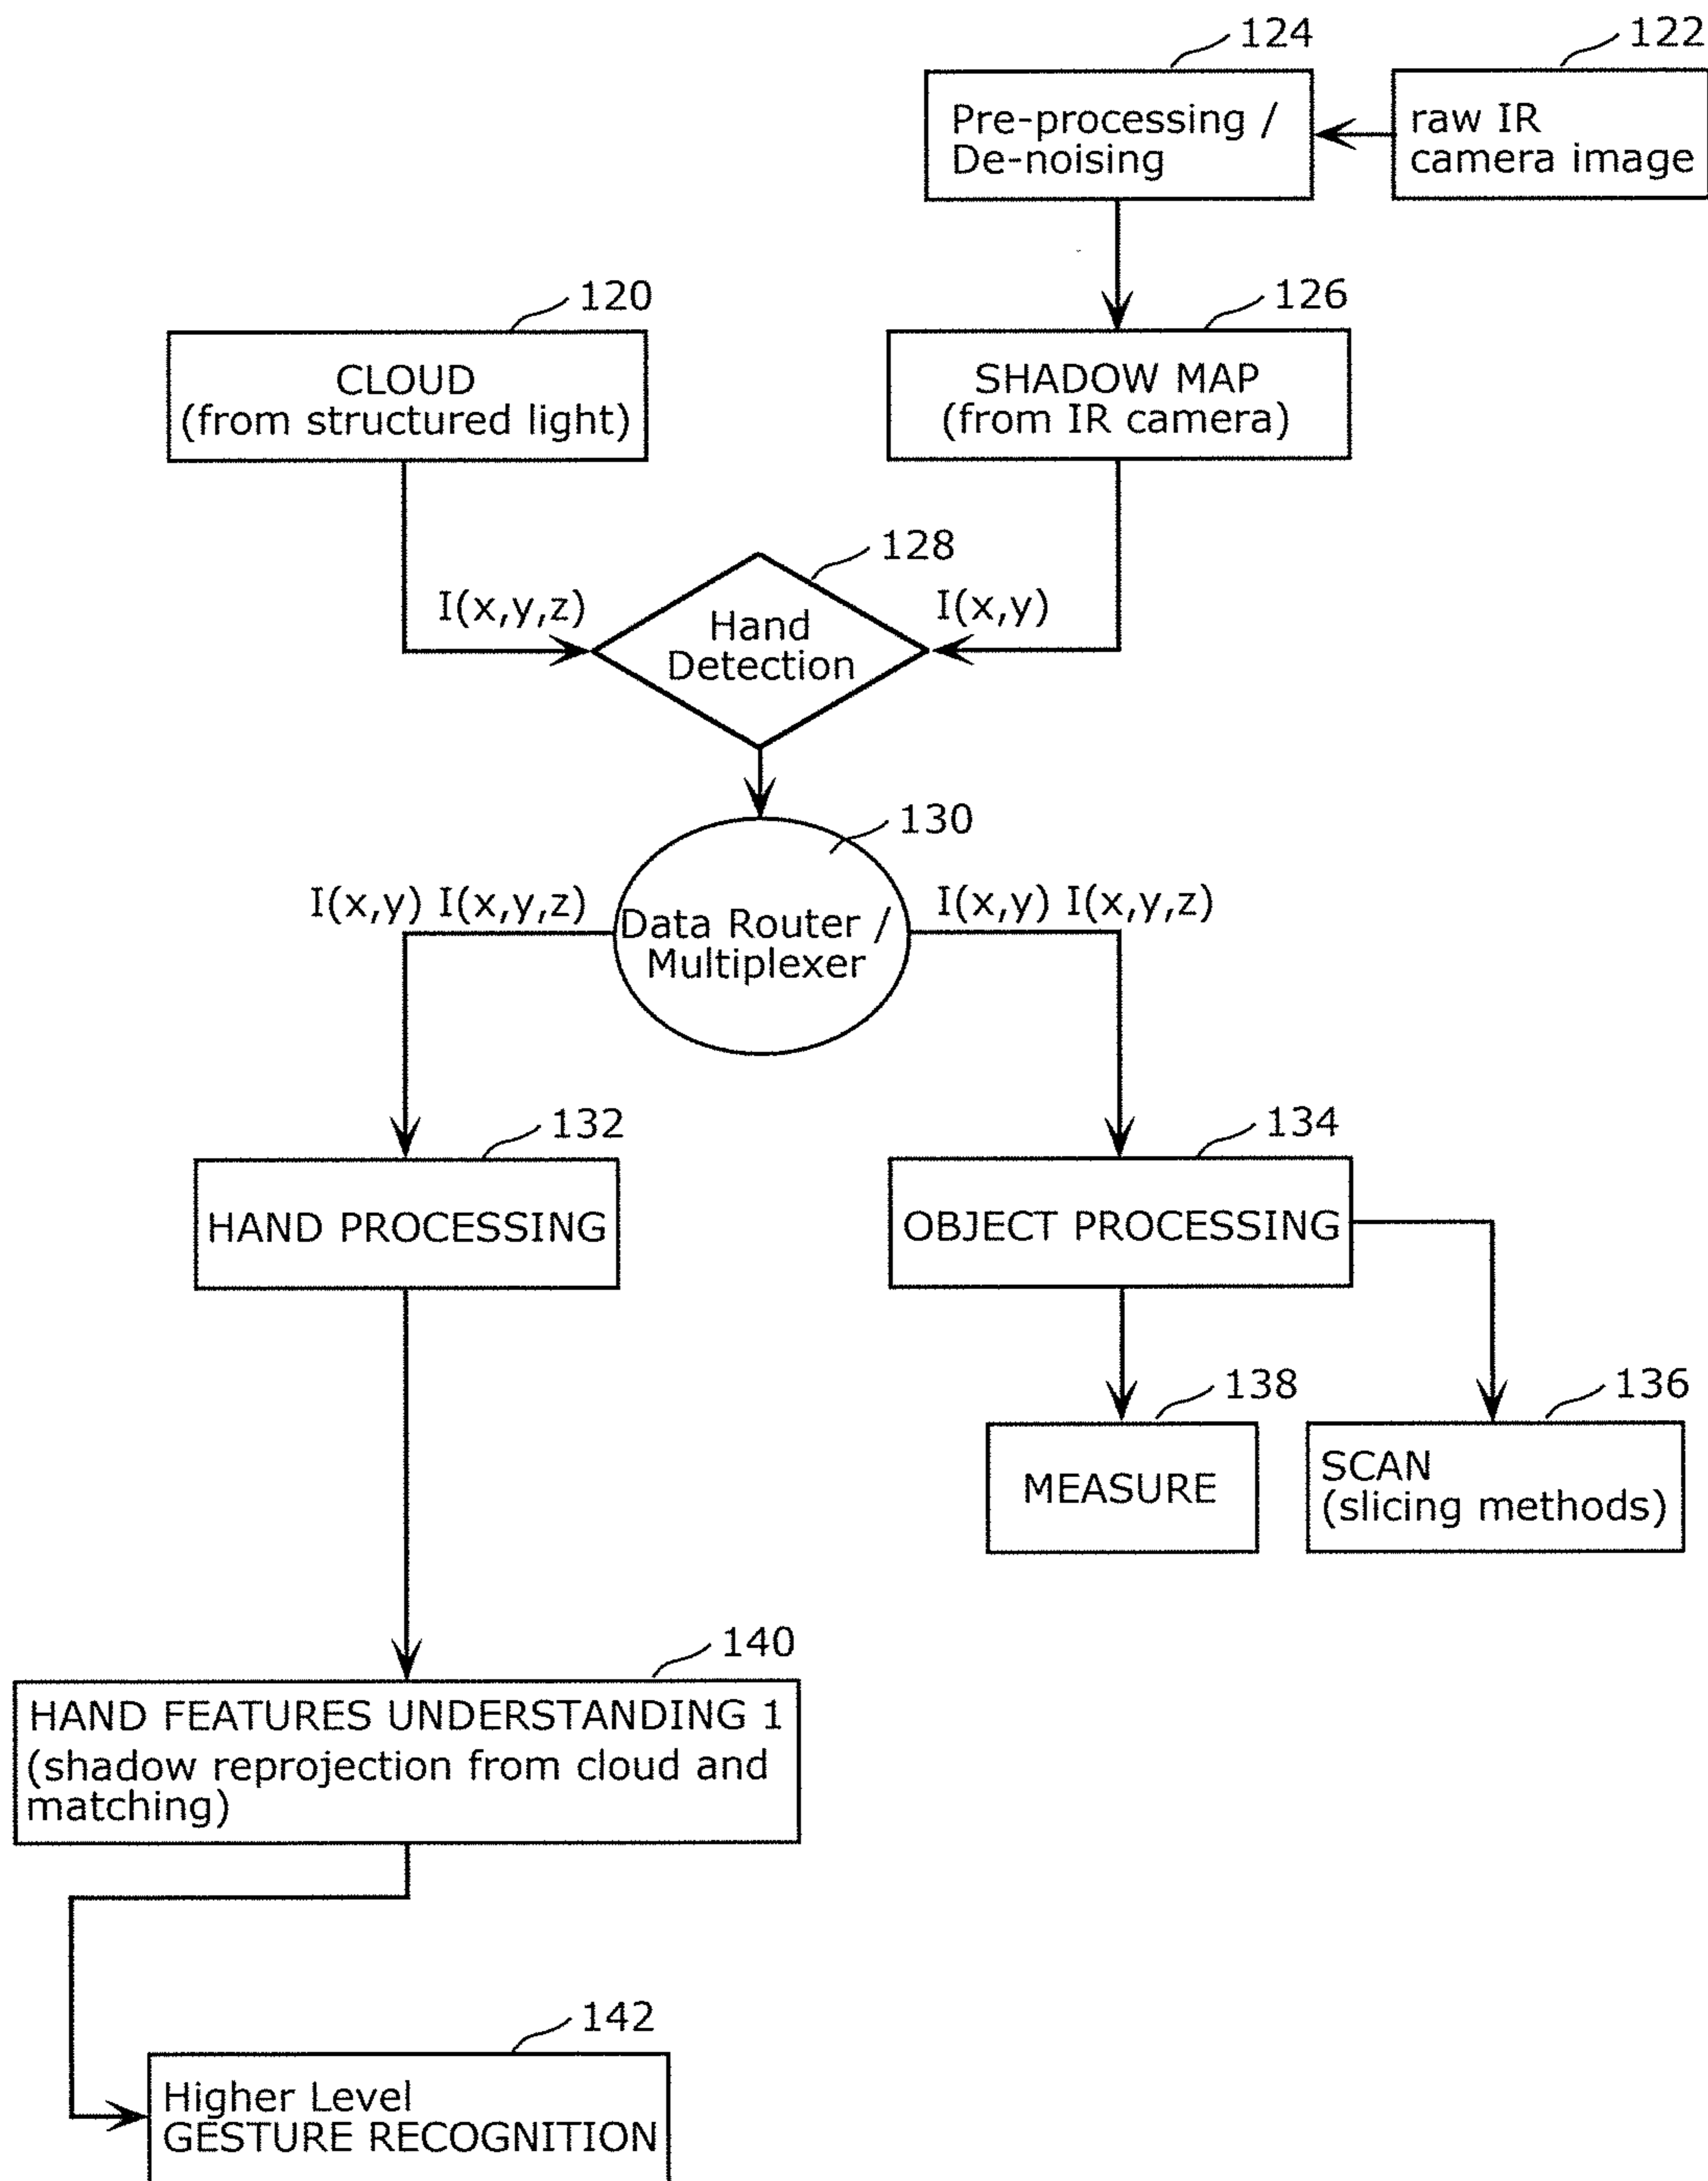 124
122
Pre-processing /
De-noising
raw IR
camera image
120
126
CLOUD
(from structured light)
SHADOW MAP
(from IR camera)
128
I(x,y,z)
I(x,y)
Hand
Detection
130
I(x,y) I(x,y,z)
I(x,y) I(x,y,z)
Data Router /
Multiplexer
132
134
HAND PROCESSING
OBJECT PROCESSING
138
136
MEASURE
SCAN
(slicing methods)
140
HAND FEATURES UNDERSTANDING 1
(shadow reprojection from cloud and
matching)
142
Higher Level
GESTURE RECOGNITION